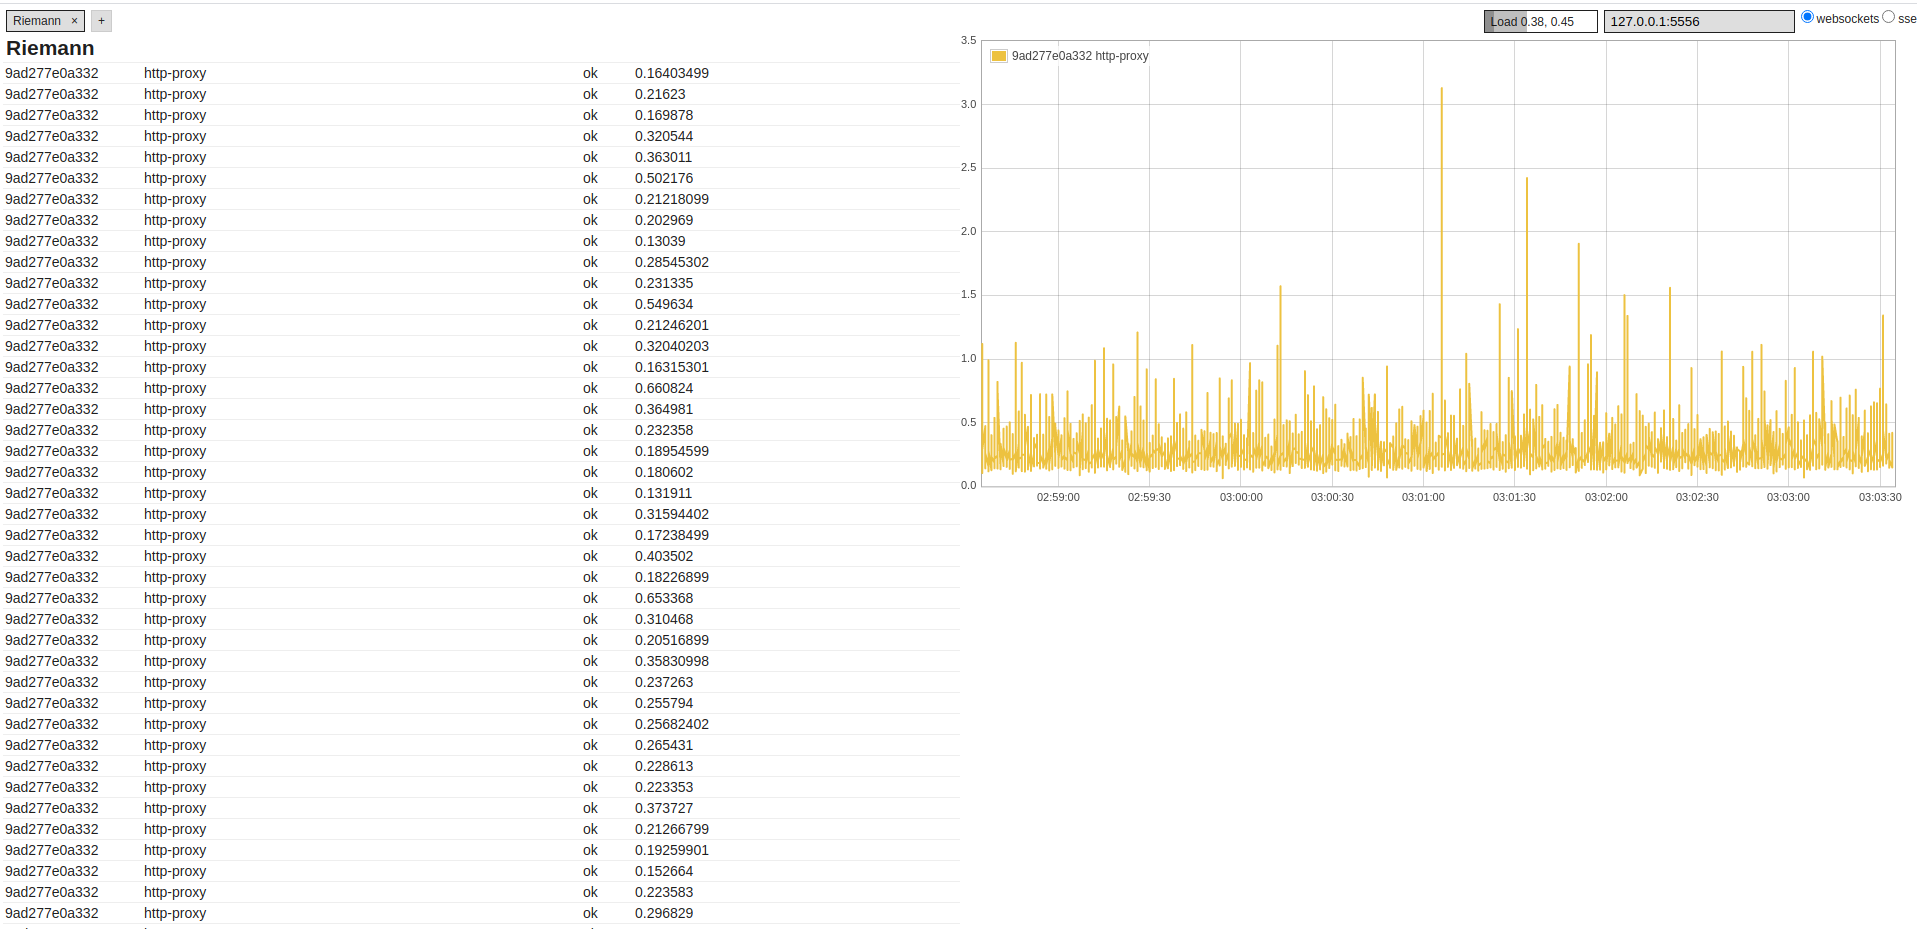 Riemann × +
Load 0.38, 0.45 127.0.0.1:5556 websockets sse
Riemann
9ad277e0a332 http-proxy ok 0.16403499
9ad277e0a332 http-proxy ok 0.21623
9ad277e0a332 http-proxy ok 0.169878
9ad277e0a332 http-proxy ok 0.320544
9ad277e0a332 http-proxy ok 0.363011
9ad277e0a332 http-proxy ok 0.502176
9ad277e0a332 http-proxy ok 0.21218099
9ad277e0a332 http-proxy ok 0.202969
9ad277e0a332 http-proxy ok 0.13039
9ad277e0a332 http-proxy ok 0.28545302
9ad277e0a332 http-proxy ok 0.231335
9ad277e0a332 http-proxy ok 0.549634
9ad277e0a332 http-proxy ok 0.21246201
9ad277e0a332 http-proxy ok 0.32040203
9ad277e0a332 http-proxy ok 0.16315301
9ad277e0a332 http-proxy ok 0.660824
9ad277e0a332 http-proxy ok 0.364981
9ad277e0a332 http-proxy ok 0.232358
9ad277e0a332 http-proxy ok 0.18954599
9ad277e0a332 http-proxy ok 0.180602
9ad277e0a332 http-proxy ok 0.131911
9ad277e0a332 http-proxy ok 0.31594402
9ad277e0a332 http-proxy ok 0.17238499
9ad277e0a332 http-proxy ok 0.403502
9ad277e0a332 http-proxy ok 0.18226899
9ad277e0a332 http-proxy ok 0.653368
9ad277e0a332 http-proxy ok 0.310468
9ad277e0a332 http-proxy ok 0.20516899
9ad277e0a332 http-proxy ok 0.35830998
9ad277e0a332 http-proxy ok 0.237263
9ad277e0a332 http-proxy ok 0.255794
9ad277e0a332 http-proxy ok 0.25682402
9ad277e0a332 http-proxy ok 0.265431
9ad277e0a332 http-proxy ok 0.228613
9ad277e0a332 http-proxy ok 0.223353
9ad277e0a332 http-proxy ok 0.373727
9ad277e0a332 http-proxy ok 0.21266799
9ad277e0a332 http-proxy ok 0.19259901
9ad277e0a332 http-proxy ok 0.152664
9ad277e0a332 http-proxy ok 0.223583
9ad277e0a332 http-proxy ok 0.296829
9ad277e0a332 http-proxy
3.5
3.0
2.5
2.0
1.5
1.0
0.5
0.0
02:59:00 02:59:30 03:00:00 03:00:30 03:01:00 03:01:30 03:02:00 03:02:30 03:03:00 03:03:30